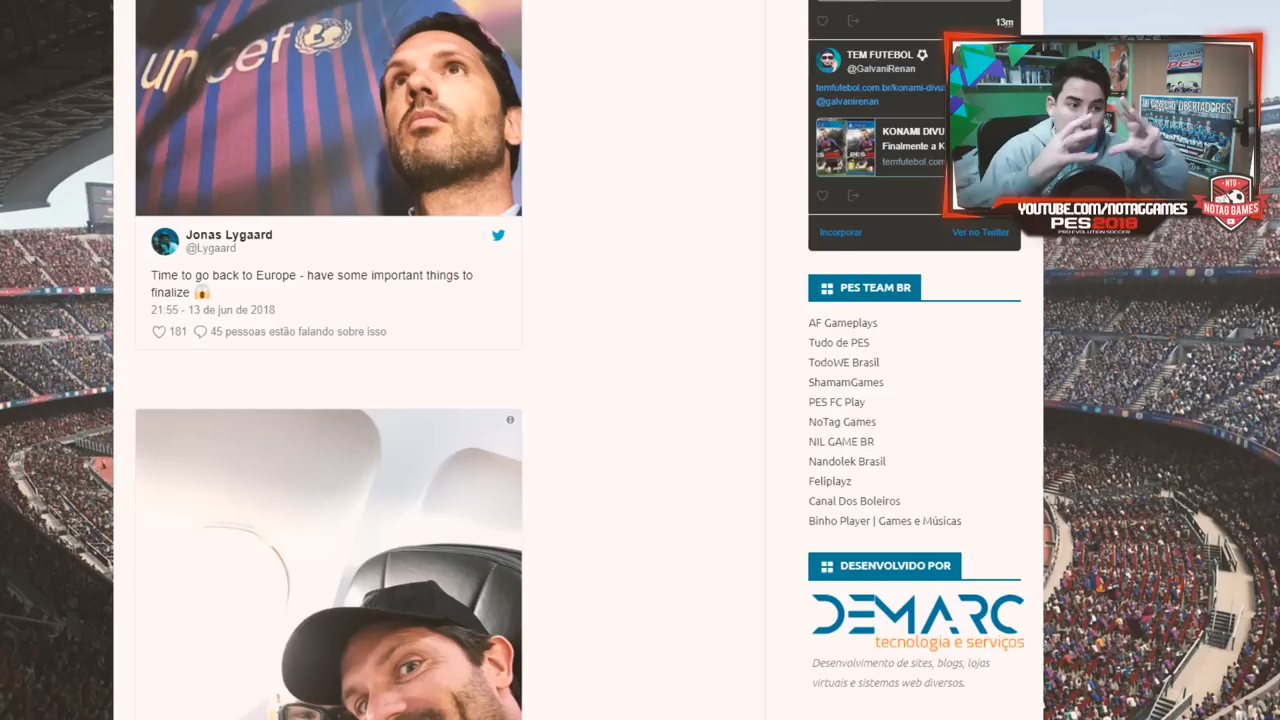 unicef
Jonas Lygaard
@Lygaard
Time to go back to Europe - have some important things to
finalize 😱
21:55 - 13 de jun de 2018
181 45 pessoas estão falando sobre isso
13m
TEM FUTEBOL ⚽
@GalvaniRenan
temfutebol.com.br/konami-divul
@galvanirenan
KONAMI DIVU
Finalmente a K
temfutebol.com
Incorporar Ver no Twitter
PES
LIBERTADORES
YOUTUBE.COM/NOTAGGAMES
PES 2018
PRO EVOLUTION SOCCER
NTG
NOTAG GAMES
PES TEAM BR
AF Gameplays
Tudo de PES
TodoWE Brasil
ShamamGames
PES FC Play
NoTag Games
NIL GAME BR
Nandolek Brasil
Feliplayz
Canal Dos Boleiros
Binho Player | Games e Músicas
DESENVOLVIDO POR
DEMARC
tecnologia e serviços
Desenvolvimento de sites, blogs, lojas
virtuais e sistemas web diversos.